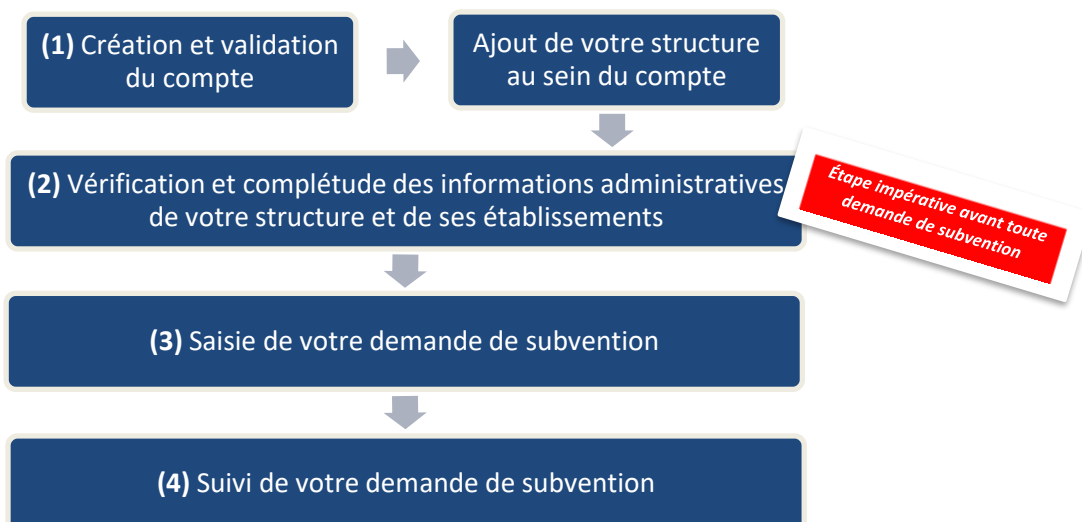 (1) Création et validation
du compte
Ajout de votre structure
au sein du compte
(2) Vérification et complétude des informations administratives
de votre structure et de ses établissements
Étape impérative avant toute
demande de subvention
(3) Saisie de votre demande de subvention
(4) Suivi de votre demande de subvention